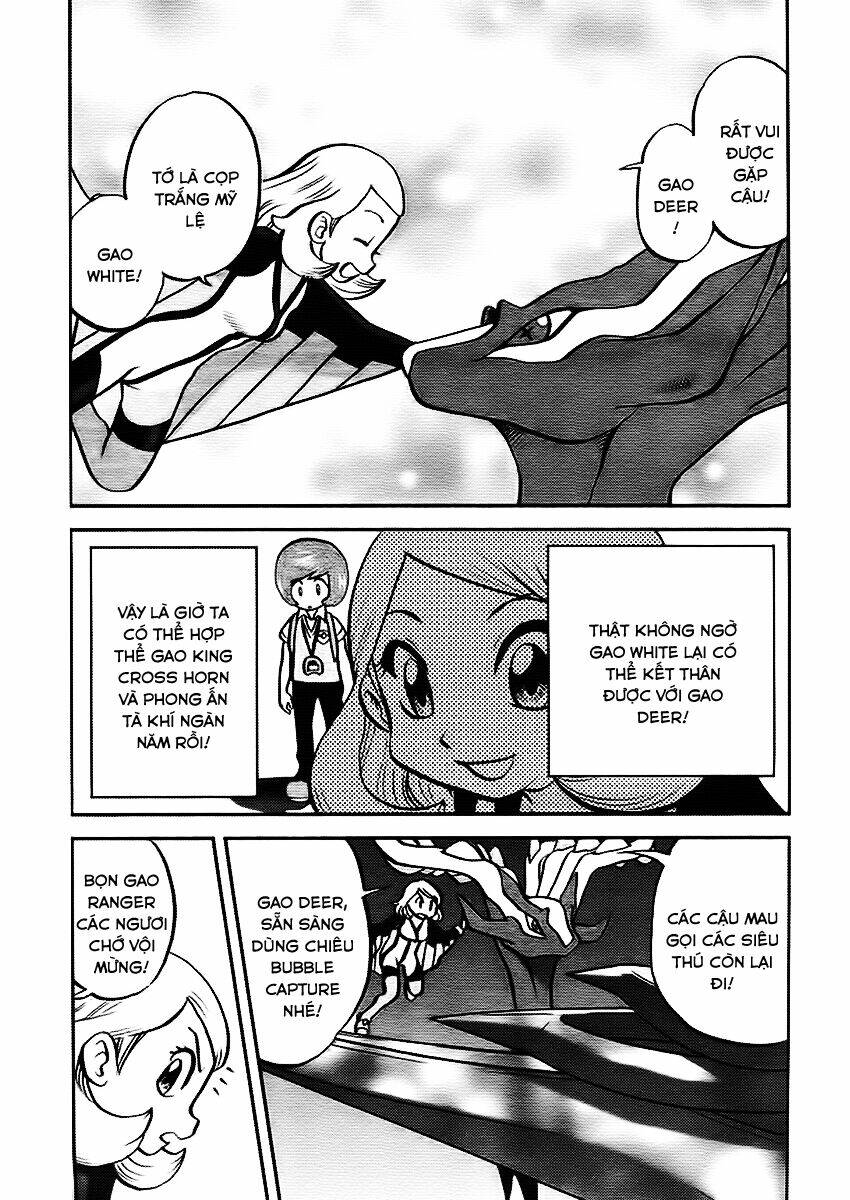 RẤT VUI
ĐƯỢC
GẶP
CẬU!
GAO
DEER
!
TỚ LÀ CỌP
TRẮNG MỸ
LỆ
GAO
WHITE!
THẬT KHÔNG NGỜ
GAO WHITE LẠI CÓ
THỂ KẾT THÂN
ĐƯỢC VỚI GAO
DEER!
VẬY LÀ GIỜ TA
CÓ THỂ HỢP
THỂ GAO KING
CROSS HORN
VÀ PHONG ẤN
TÀ KHÍ NGÀN
NĂM RỒI!
CÁC CẬU MAU
GỌI CÁC SIÊU
THÚ CÒN LẠI
ĐI!
GAO DEER,
SẴN SÀNG
DÙNG CHIÊU
BUBBLE
CAPTURE
NHÉ!
BỌN GAO
RANGER
CÁC NGƯƠI
CHỚ VỘI
MỪNG!